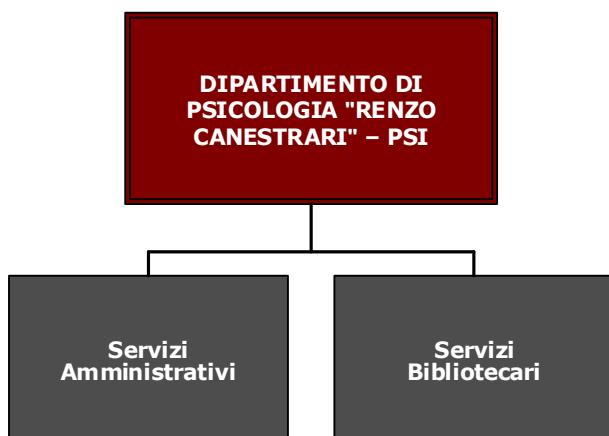 DIPARTIMENTO DI
PSICOLOGIA "RENZO
CANESTRARI" – PSI
Servizi
Amministrativi
Servizi
Bibliotecari